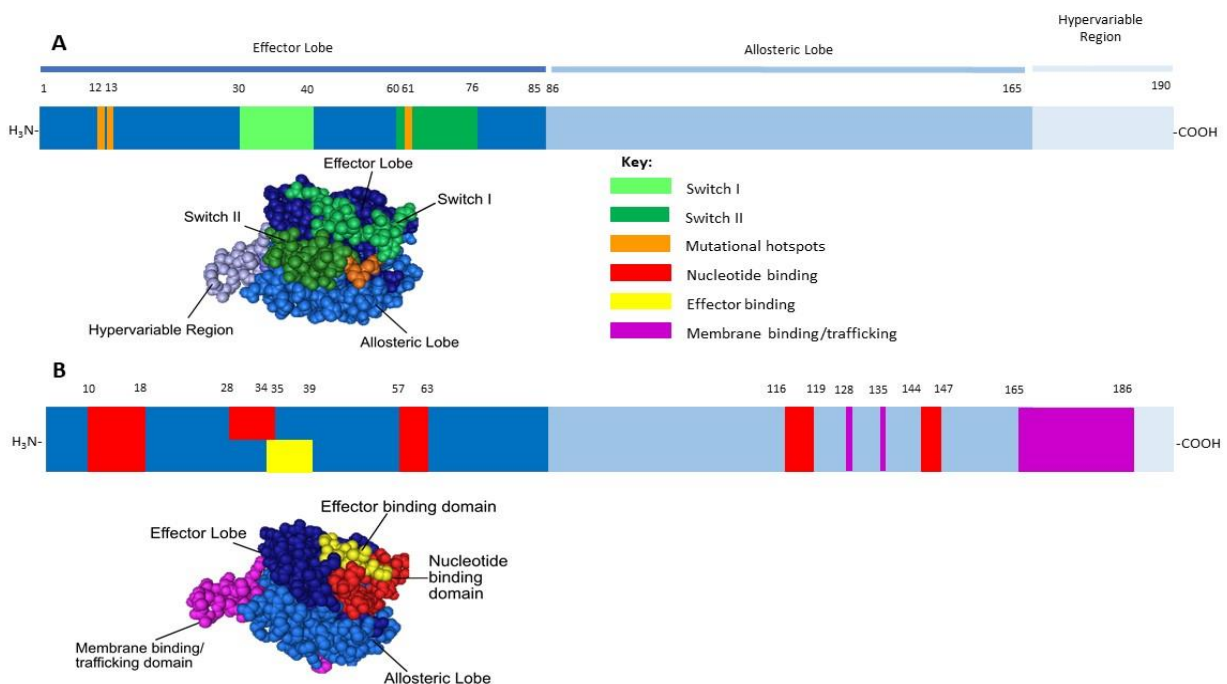 Hypervariable
Region
A
Effector Lobe
Allosteric Lobe
1 12 13 30 40 60 61 76 85 86 165 190
H3N- -COOH
Key:
Switch I
Switch II
Mutational hotspots
Nucleotide binding
Effector binding
Membrane binding/trafficking
Effector Lobe
Switch I
Switch II
Hypervariable Region
Allosteric Lobe
B
10 18 28 34 35 39 57 63 116 119 128 135 144 147 165 186
H3N- -COOH
Effector binding domain
Effector Lobe
Nucleotide
binding
domain
Membrane binding/
trafficking domain
Allosteric Lobe